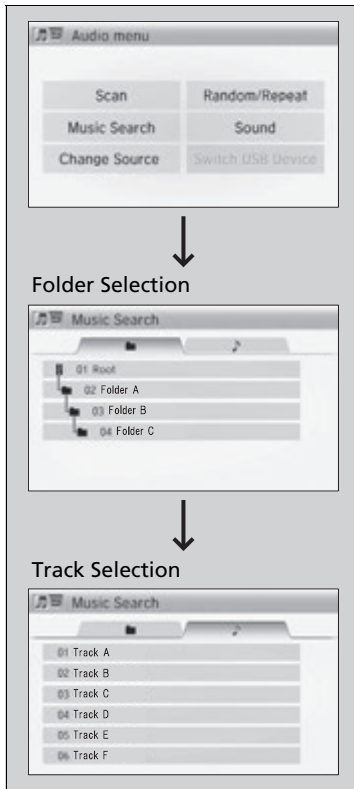 Audio menu
Scan Random/Repeat
Music Search Sound
Change Source Switch USB Device
Folder Selection
Music Search
01 Root
02 Folder A
03 Folder B
04 Folder C
Track Selection
Music Search
01 Track A
02 Track B
03 Track C
04 Track D
05 Track E
06 Track F